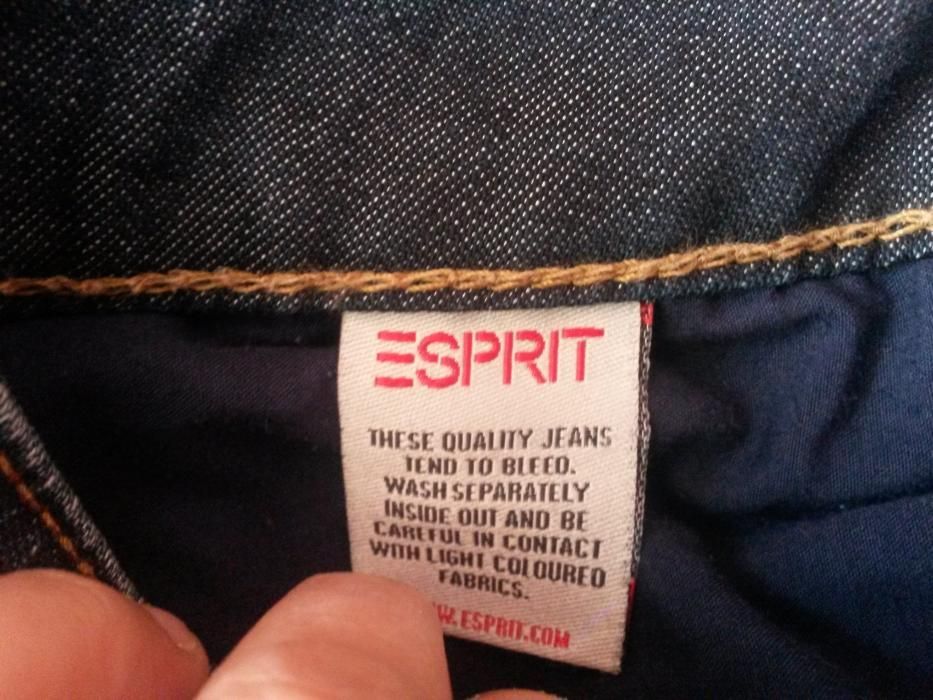 ESPRIT
THESE QUALITY JEANS
TEND TO BLEED.
WASH SEPARATELY
INSIDE OUT AND BE
CAREFUL IN CONTACT
WITH LIGHT COLOURED
FABRICS.
W.ESPRIT.COM